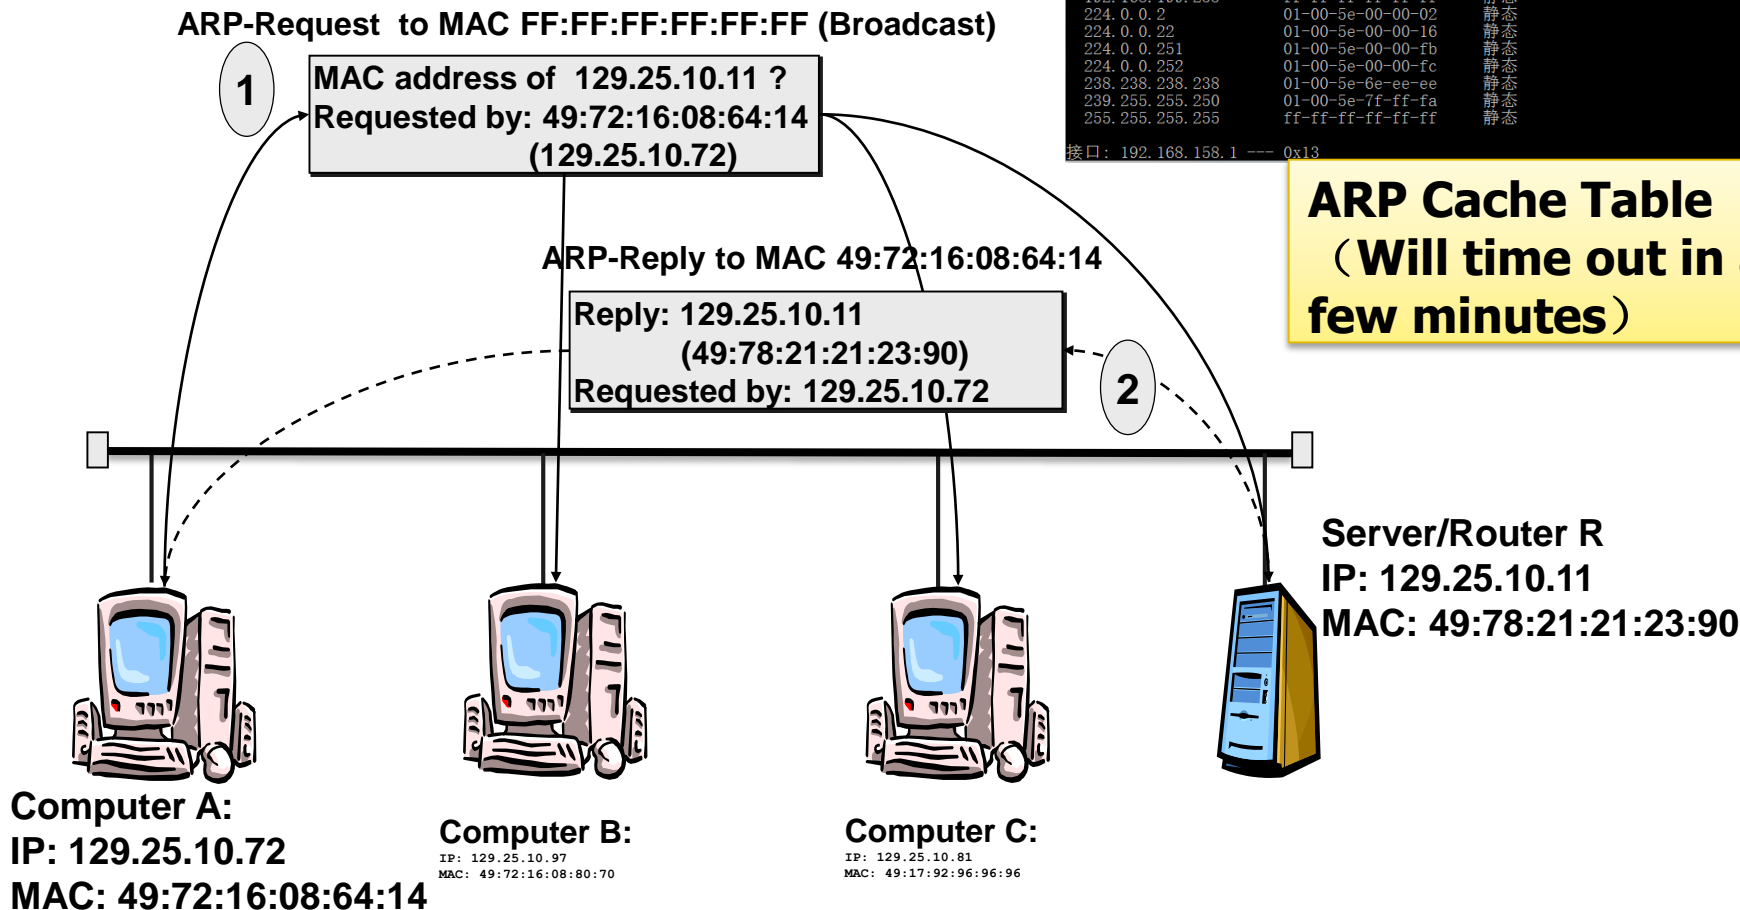 ARP-Request to MAC FF:FF:FF:FF:FF:FF (Broadcast)
1
MAC address of 129.25.10.11 ?
Requested by: 49:72:16:08:64:14
(129.25.10.72)
224.0.0.2 01-00-5e-00-00-02 静态
224.0.0.22 01-00-5e-00-00-16 静态
224.0.0.251 01-00-5e-00-00-fb 静态
224.0.0.252 01-00-5e-00-00-fc 静态
238.238.238.238 01-00-5e-6e-ee-ee 静态
239.255.255.250 01-00-5e-7f-ff-fa 静态
255.255.255.255 ff-ff-ff-ff-ff-ff 静态
接口: 192.168.158.1 --- 0x13
ARP Cache Table
（Will time out in
few minutes）
ARP-Reply to MAC 49:72:16:08:64:14
Reply: 129.25.10.11
(49:78:21:21:23:90)
Requested by: 129.25.10.72
2
Server/Router R
IP: 129.25.10.11
MAC: 49:78:21:21:23:90
Computer A:
IP: 129.25.10.72
MAC: 49:72:16:08:64:14
Computer B:
IP: 129.25.10.97
MAC: 49:72:16:08:80:70
Computer C:
IP: 129.25.10.81
MAC: 49:17:92:96:96:96